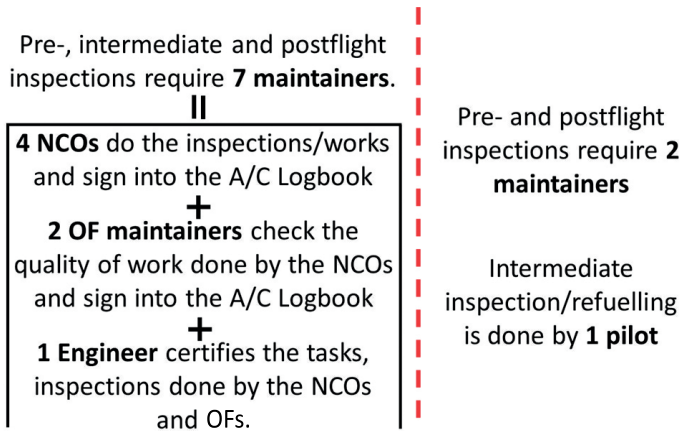 Pre-, intermediate and postflight
inspections require 7 maintainers.
=
4 NCOs do the inspections/works
and sign into the A/C Logbook
+
2 OF maintainers check the
quality of work done by the NCOs
and sign into the A/C Logbook
+
1 Engineer certifies the tasks,
inspections done by the NCOs
and OFs.
Pre- and postflight
inspections require 2
maintainers
Intermediate
inspection/refuelling
is done by 1 pilot